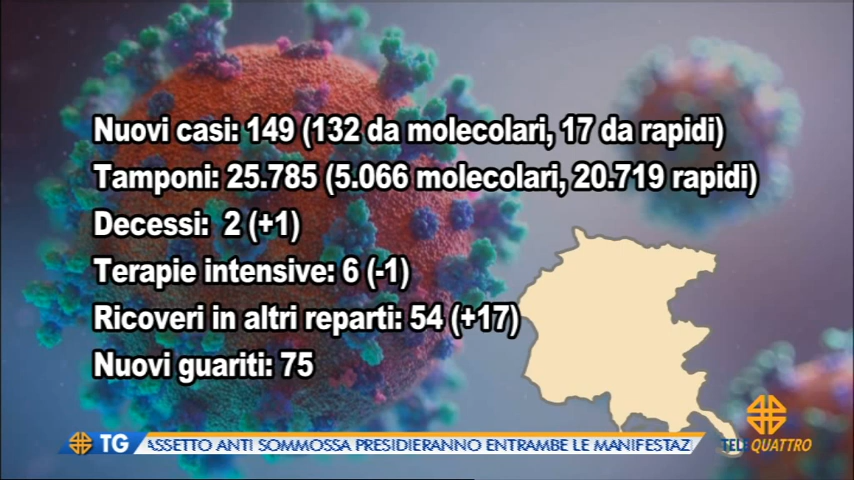 Nuovi casi: 149 (132 da molecolari, 17 da rapidi)
Tamponi: 25.785 (5.066 molecolari, 20.719 rapidi)
Decessi: 2 (+1)
Terapie intensive: 6 (-1)
Ricoveri in altri reparti: 54 (+17)
Nuovi guariti: 75
TG ASSETTO ANTI SOMMOSSA PRESIDIERANNO ENTRAMBE LE MANIFESTAZ
TELE QUATTRO